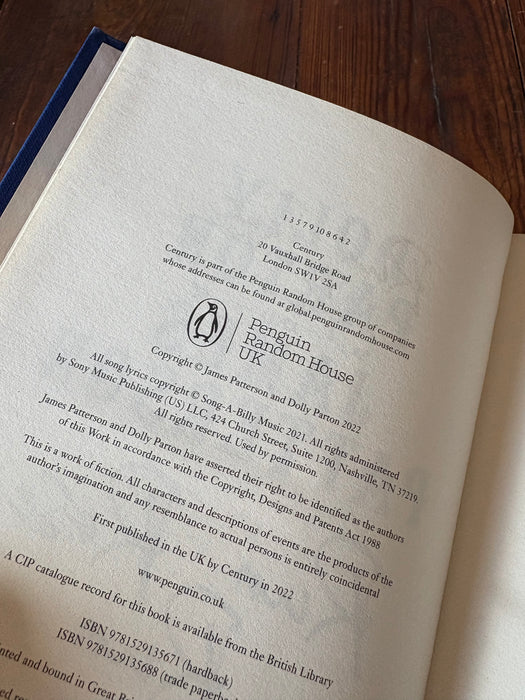 1 3 5 7 9 10 8 6 4 2
Century
20 Vauxhall Bridge Road
London SW1V 2SA
Century is part of the Penguin Random House group of companies
whose addresses can be found at global.penguinrandomhouse.com
Penguin
Random House
UK
Copyright © James Patterson and Dolly Parton 2022
All song lyrics copyright © Song-A-Billy Music 2021. All rights administered
by Sony Music Publishing (US) LLC, 424 Church Street, Suite 1200, Nashville, TN 37219.
All rights reserved. Used by permission.
James Patterson and Dolly Parton have asserted their right to be identified as the authors
of this Work in accordance with the Copyright, Designs and Patents Act 1988
This is a work of fiction. All characters and descriptions of events are the products of the
author's imagination and any resemblance to actual persons is entirely coincidental
First published in the UK by Century in 2022
www.penguin.co.uk
A CIP catalogue record for this book is available from the British Library
ISBN 9781529135671 (hardback)
ISBN 9781529135688 (trade paperb
nted and bound in Great Bri